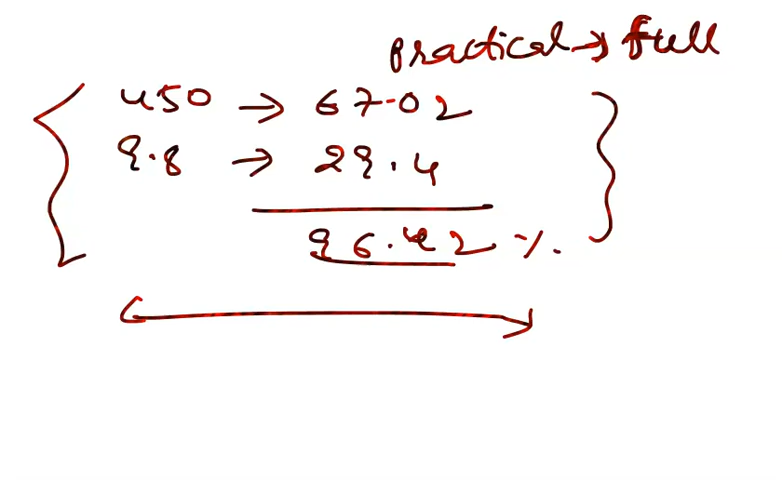 practical → full
450 → 67.02
9.8 → 29.4
96.42 %.